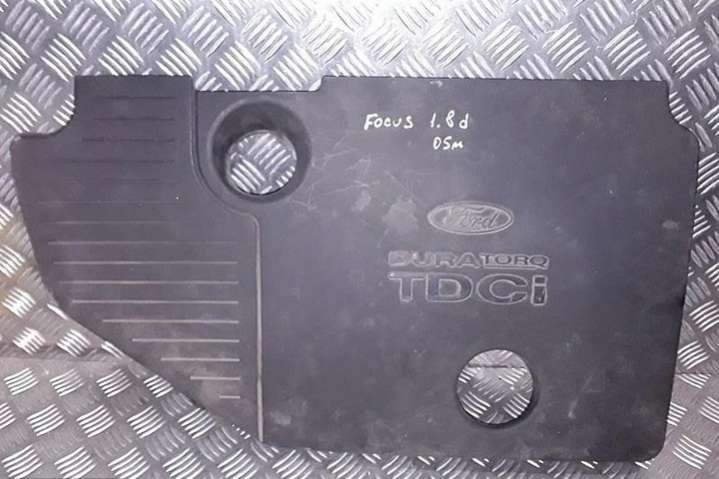 Focus 1.8d
05m
Ford
DURATORQ
TDCi